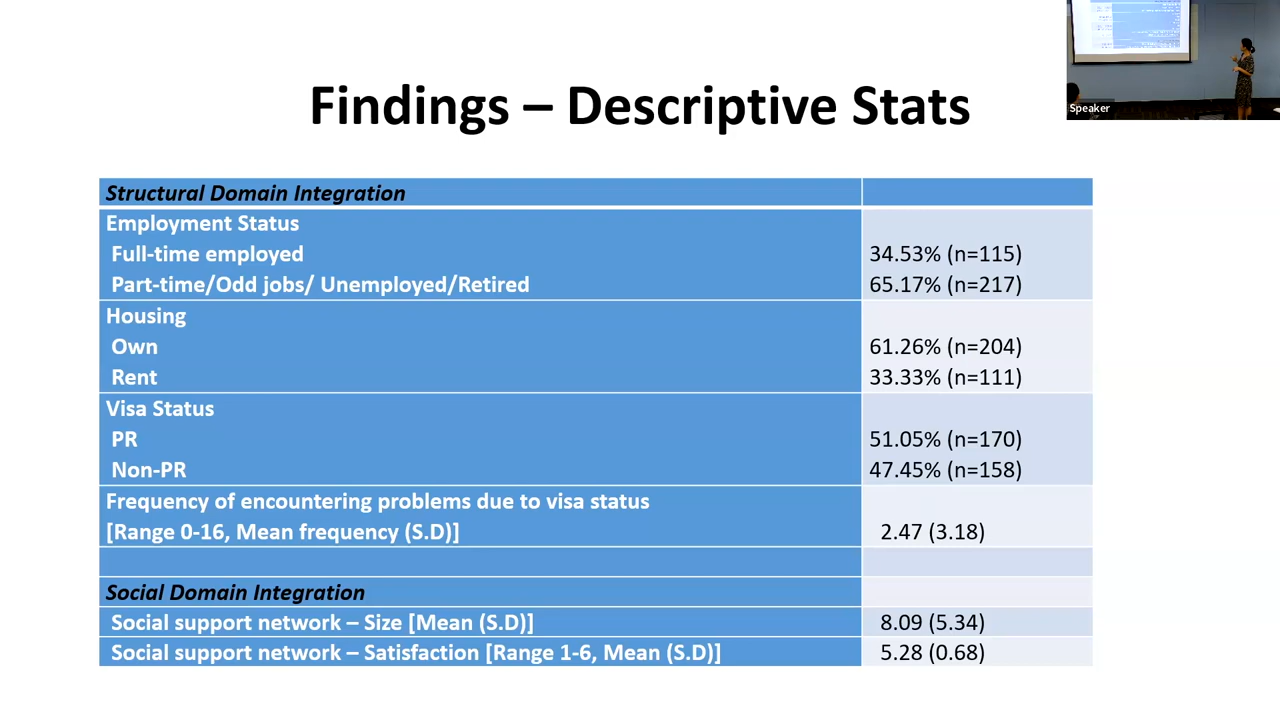 Findings – Descriptive Stats
Speaker
Structural Domain Integration
Employment Status
Full-time employed 34.53% (n=115)
Part-time/Odd jobs/ Unemployed/Retired 65.17% (n=217)
Housing
Own 61.26% (n=204)
Rent 33.33% (n=111)
Visa Status
PR 51.05% (n=170)
Non-PR 47.45% (n=158)
Frequency of encountering problems due to visa status
[Range 0-16, Mean frequency (S.D)] 2.47 (3.18)
Social Domain Integration
Social support network – Size [Mean (S.D)] 8.09 (5.34)
Social support network – Satisfaction [Range 1-6, Mean (S.D)] 5.28 (0.68)